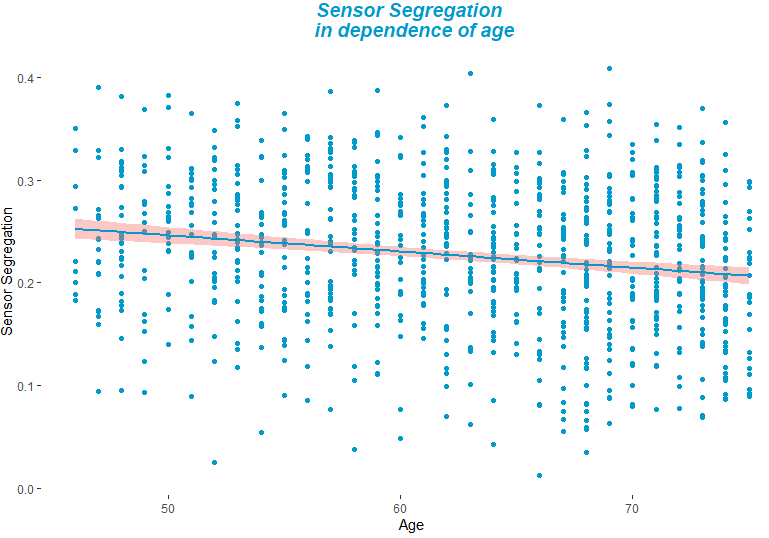 Sensor Segregation
in dependence of age
Sensor Segregation
0.4
0.3
0.2
0.1
0.0
50
60
70
Age